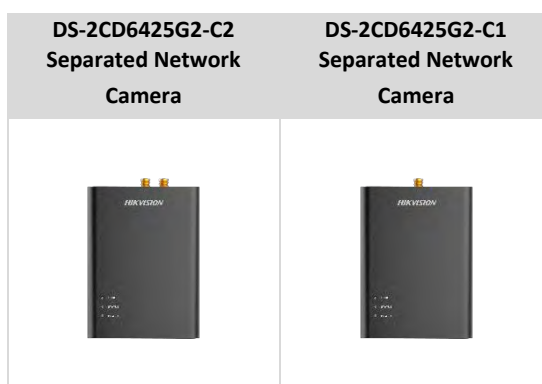 DS-2CD6425G2-C2
Separated Network
Camera
DS-2CD6425G2-C1
Separated Network
Camera
HIKVISION
HIKVISION